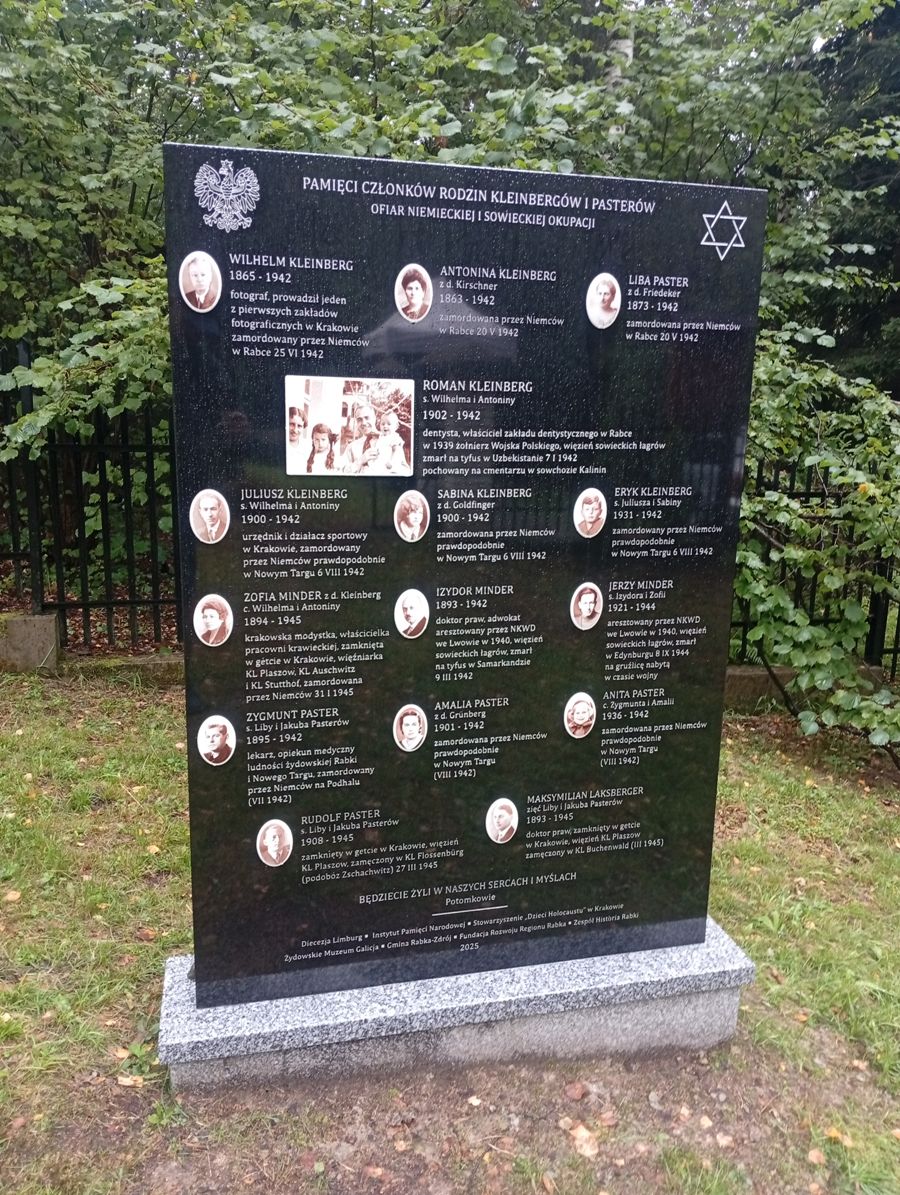 PAMIĘCI CZŁONKÓW RODZIN KLEINBERGÓW I PASTERÓW
OFIAR NIEMIECKIEJ I SOWIECKIEJ OKUPACJI
WILHELM KLEINBERG
1865 - 1942
fotograf, prowadził jeden
z pierwszych zakładów
fotograficznych w Krakowie
zamordowany przez Niemców
w Rabce 25 VI 1942
ANTONINA KLEINBERG
z d. Kirschner
1863 - 1942
zamordowana przez Niemców
w Rabce 20 V 1942
LIBA PASTER
z d. Friedeker
1873 - 1942
zamordowana przez Niemców
w Rabce 20 V 1942
ROMAN KLEINBERG
s. Wilhelma i Antoniny
1902 - 1942
dentysta, właściciel zakładu dentystycznego w Rabce
w 1939 żołnierz Wojska Polskiego, więzień sowieckich łagrów
zmarł na tyfus w Uzbekistanie 7 I 1942
pochowany na cmentarzu w sowchozie Kalinin
JULIUSZ KLEINBERG
s. Wilhelma i Antoniny
1900 - 1942
urzędnik i działacz sportowy
w Krakowie, zamordowany
przez Niemców prawdopodobnie
w Nowym Targu 6 VIII 1942
SABINA KLEINBERG
z d. Goldfinger
1900 - 1942
zamordowana przez Niemców
prawdopodobnie
w Nowym Targu 6 VIII 1942
ERYK KLEINBERG
s. Juliusza i Sabiny
1931 - 1942
zamordowany przez Niemców
prawdopodobnie
w Nowym Targu 6 VIII 1942
ZOFIA MINDER z d. Kleinberg
c. Wilhelma i Antoniny
1894 - 1945
krakowska modystka, właścicielka
pracowni krawieckiej, zamknięta
w getcie w Krakowie, więźniarka
KL Plaszow, KL Auschwitz
i KL Stutthof, zamordowana
przez Niemców 31 I 1945
IZYDOR MINDER
1893 - 1942
doktor praw, adwokat
aresztowany przez NKWD
we Lwowie w 1940, więzień
sowieckich łagrów, zmarł
na tyfus w Samarkandzie
9 III 1942
JERZY MINDER
s. Izydora i Zofii
1921 - 1944
aresztowany przez NKWD
we Lwowie w 1940, więzień
sowieckich łagrów, zmarł
w Edynburgu 8 IX 1944
na gruźlicę nabytą
w czasie wojny
ZYGMUNT PASTER
s. Liby i Jakuba Pasterów
1895 - 1942
lekarz, opiekun medyczny
ludności żydowskiej Rabki
i Nowego Targu, zamordowany
przez Niemców na Podhalu
(VII 1942)
AMALIA PASTER
z d. Grünberg
1901 - 1942
zamordowana przez Niemców
prawdopodobnie
w Nowym Targu
(VIII 1942)
ANITA PASTER
c. Zygmunta i Amalii
1936 - 1942
zamordowana przez Niemców
prawdopodobnie
w Nowym Targu
(VIII 1942)
RUDOLF PASTER
s. Liby i Jakuba Pasterów
1908 - 1945
zamknięty w getcie w Krakowie, więzień
KL Plaszow, zamęczony w KL Flossenbürg
(podobóz Zschachwitz) 27 III 1945
MAKSYMILIAN LAKSBERGER
zięć Liby i Jakuba Pasterów
1893 - 1945
doktor praw, zamknięty w getcie
w Krakowie, więzień KL Plaszow
zamęczony w KL Buchenwald (III 1945)
BĘDZIECIE ŻYLI W NASZYCH SERCACH I MYŚLACH
Potomkowie
Diecezja Limburg ▪ Instytut Pamięci Narodowej ▪ Stowarzyszenie „Dzieci Holocaustu" w Krakowie
Żydowskie Muzeum Galicja ▪ Gmina Rabka-Zdrój ▪ Fundacja Rozwoju Regionu Rabka ▪ Zespół Historia Rabki
2025